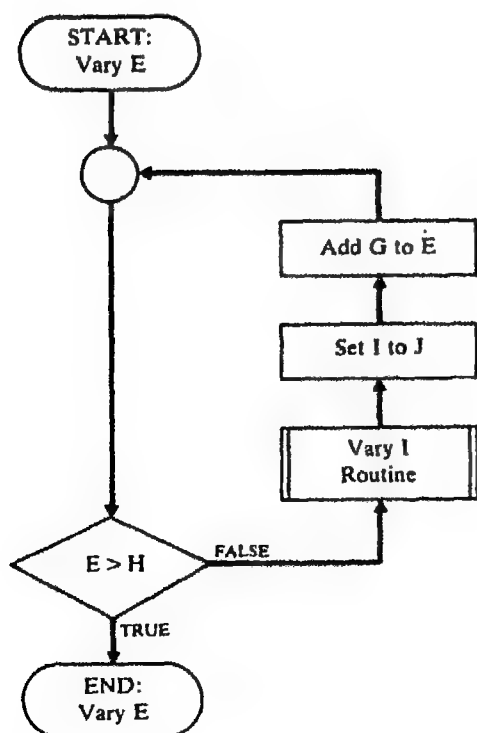 START:
Vary E
Add G to E
Set I to J
Vary I
Routine
E > H
FALSE
TRUE
END:
Vary E